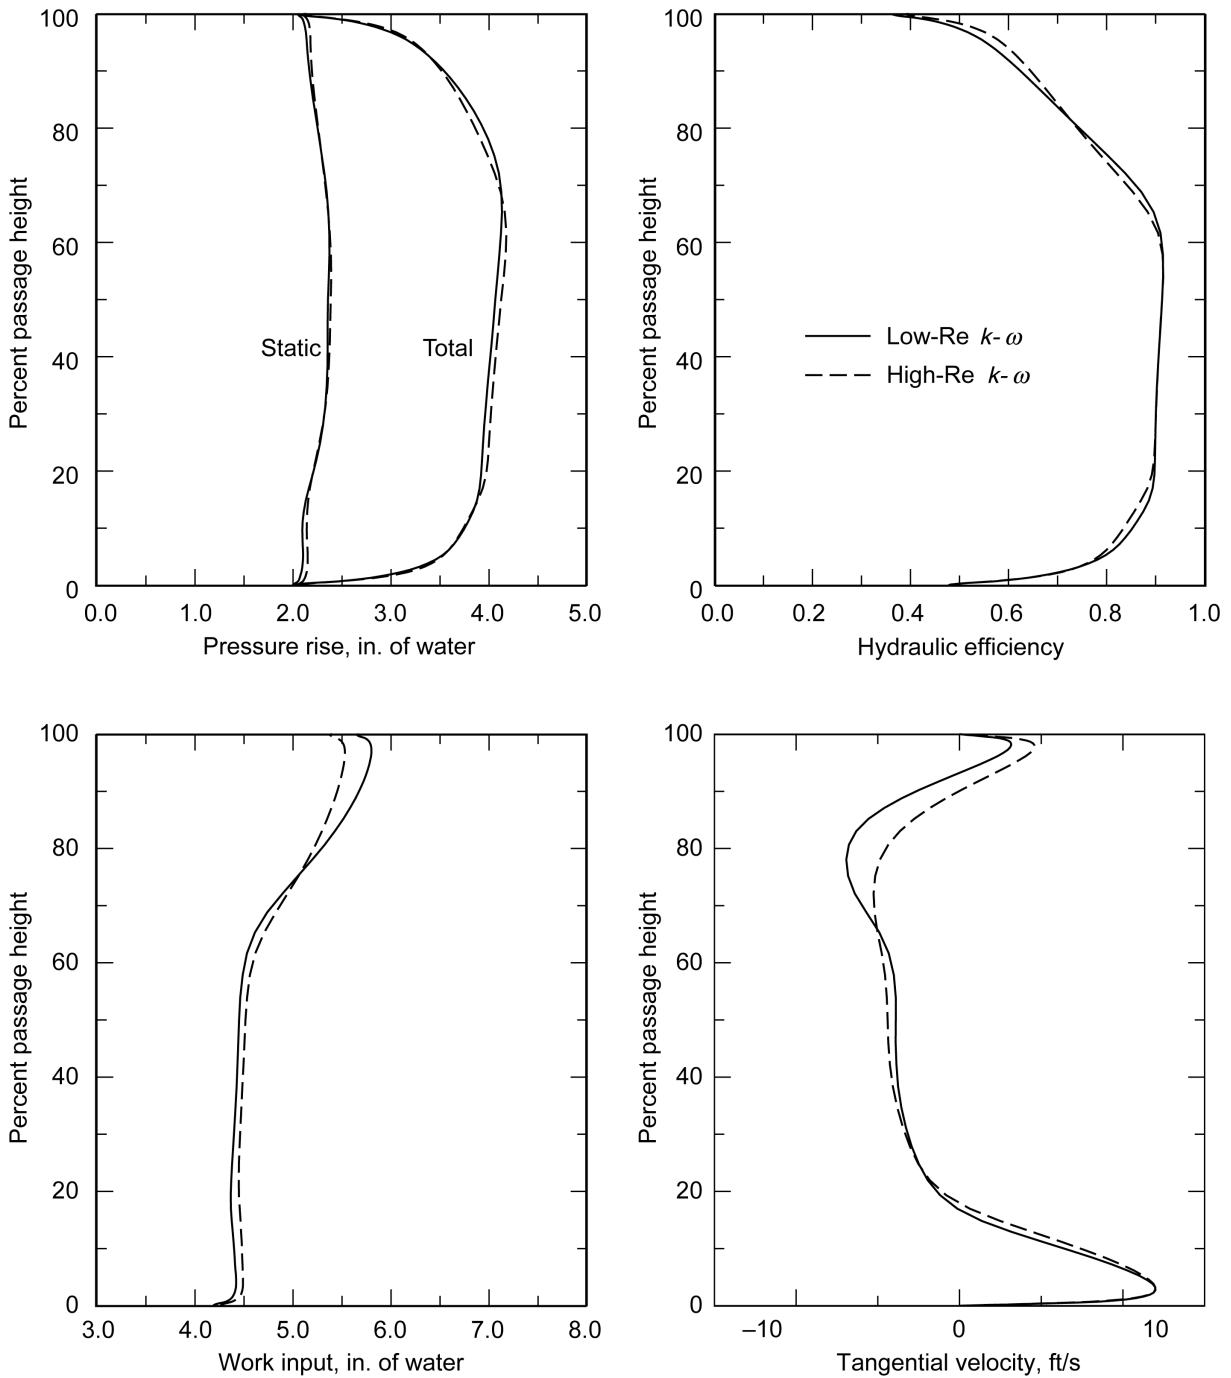 100
80
60
40
20
0
Percent passage height
Static
Total
0.0 1.0 2.0 3.0 4.0 5.0
Pressure rise, in. of water
100
80
60
40
20
0
Percent passage height
Low-Re k-ω
High-Re k-ω
0.0 0.2 0.4 0.6 0.8 1.0
Hydraulic efficiency
100
80
60
40
20
0
Percent passage height
3.0 4.0 5.0 6.0 7.0 8.0
Work input, in. of water
100
80
60
40
20
0
Percent passage height
–10 0 10
Tangential velocity, ft/s